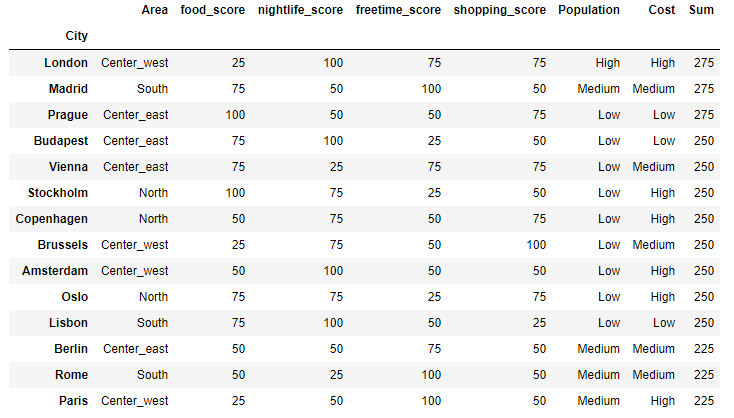 Area food_score nightlife_score freetime_score shopping_score Population Cost Sum
City
London Center_west 25 100 75 75 High High 275
Madrid South 75 50 100 50 Medium Medium 275
Prague Center_east 100 50 50 75 Low Low 275
Budapest Center_east 75 100 25 50 Low Low 250
Vienna Center_east 75 25 75 75 Low Medium 250
Stockholm North 100 75 25 50 Low High 250
Copenhagen North 50 75 50 75 Low High 250
Brussels Center_west 25 75 50 100 Low Medium 250
Amsterdam Center_west 50 100 50 50 Low High 250
Oslo North 75 75 25 75 Low High 250
Lisbon South 75 100 50 25 Low Low 250
Berlin Center_east 50 50 75 50 Medium Medium 225
Rome South 50 25 100 50 Medium Medium 225
Paris Center_west 25 50 100 50 Medium High 225